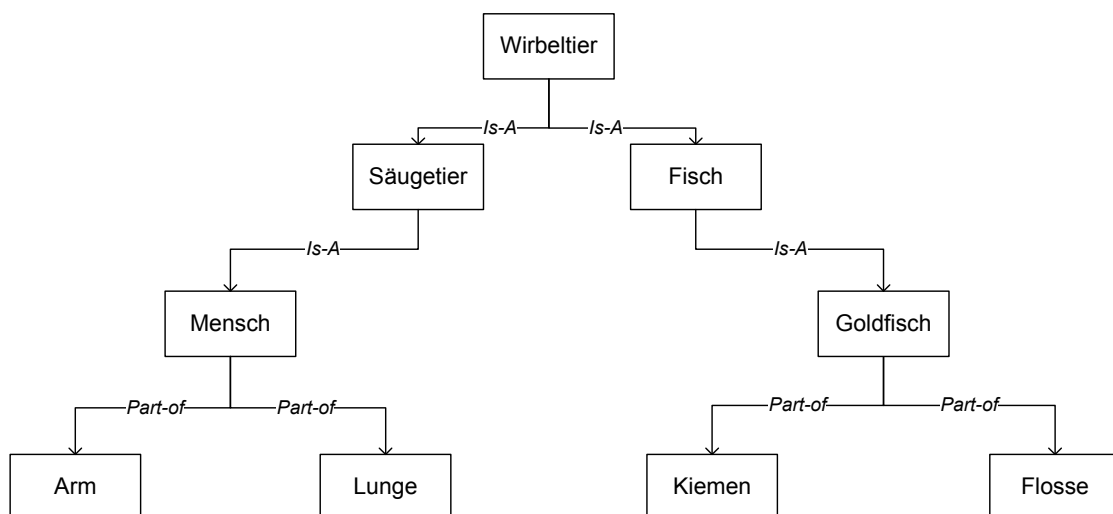 Wirbeltier
Is-A Is-A
Säugetier Fisch
Is-A Is-A
Mensch Goldfisch
Part-of Part-of Part-of Part-of
Arm Lunge Kiemen Flosse